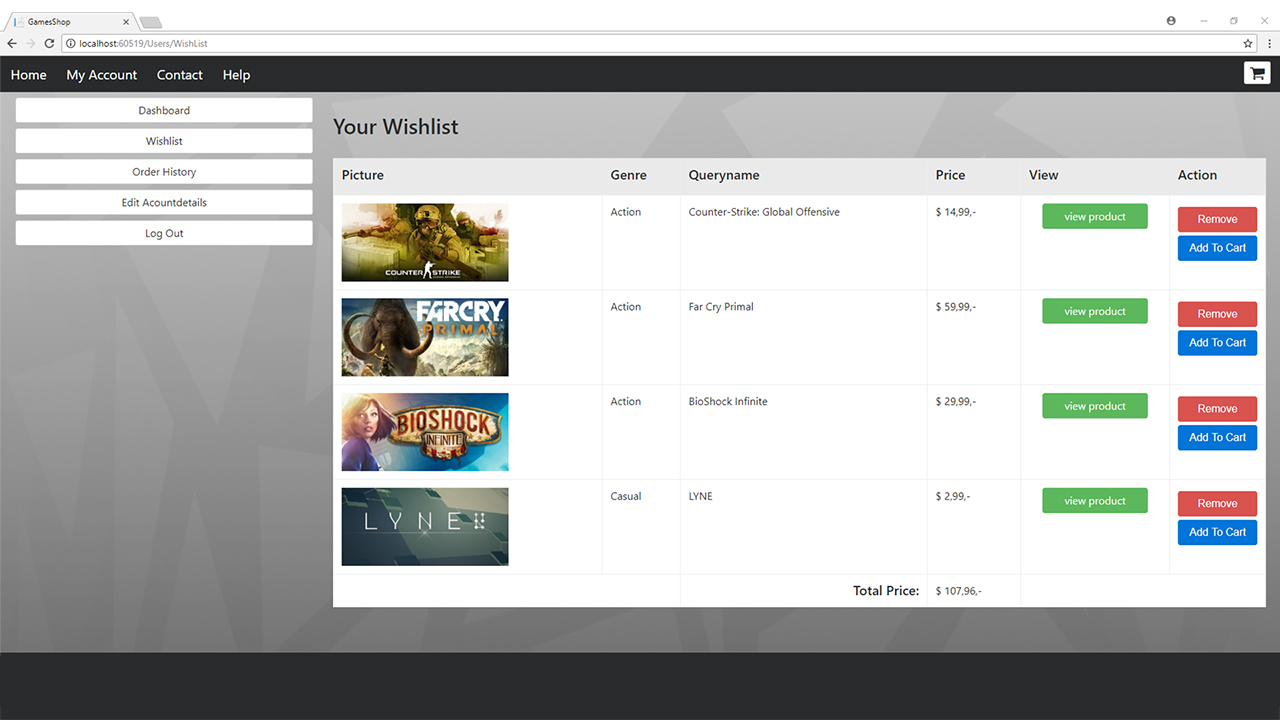 GamesShop
localhost:60519/Users/WishList
Home My Account Contact Help
Dashboard
Wishlist
Order History
Edit Acountdetails
Log Out
Your Wishlist
Picture Genre Queryname Price View Action
COUNTER STRIKE
Action Counter-Strike: Global Offensive $ 14,99,- view product Remove
Add To Cart
FARCRY
PRIMAL
Action Far Cry Primal $ 59,99,- view product Remove
Add To Cart
BIOSHOCK
INFINITE
Action BioShock Infinite $ 29,99,- view product Remove
Add To Cart
LYNE
Casual LYNE $ 2,99,- view product Remove
Add To Cart
Total Price: $ 107,96,-